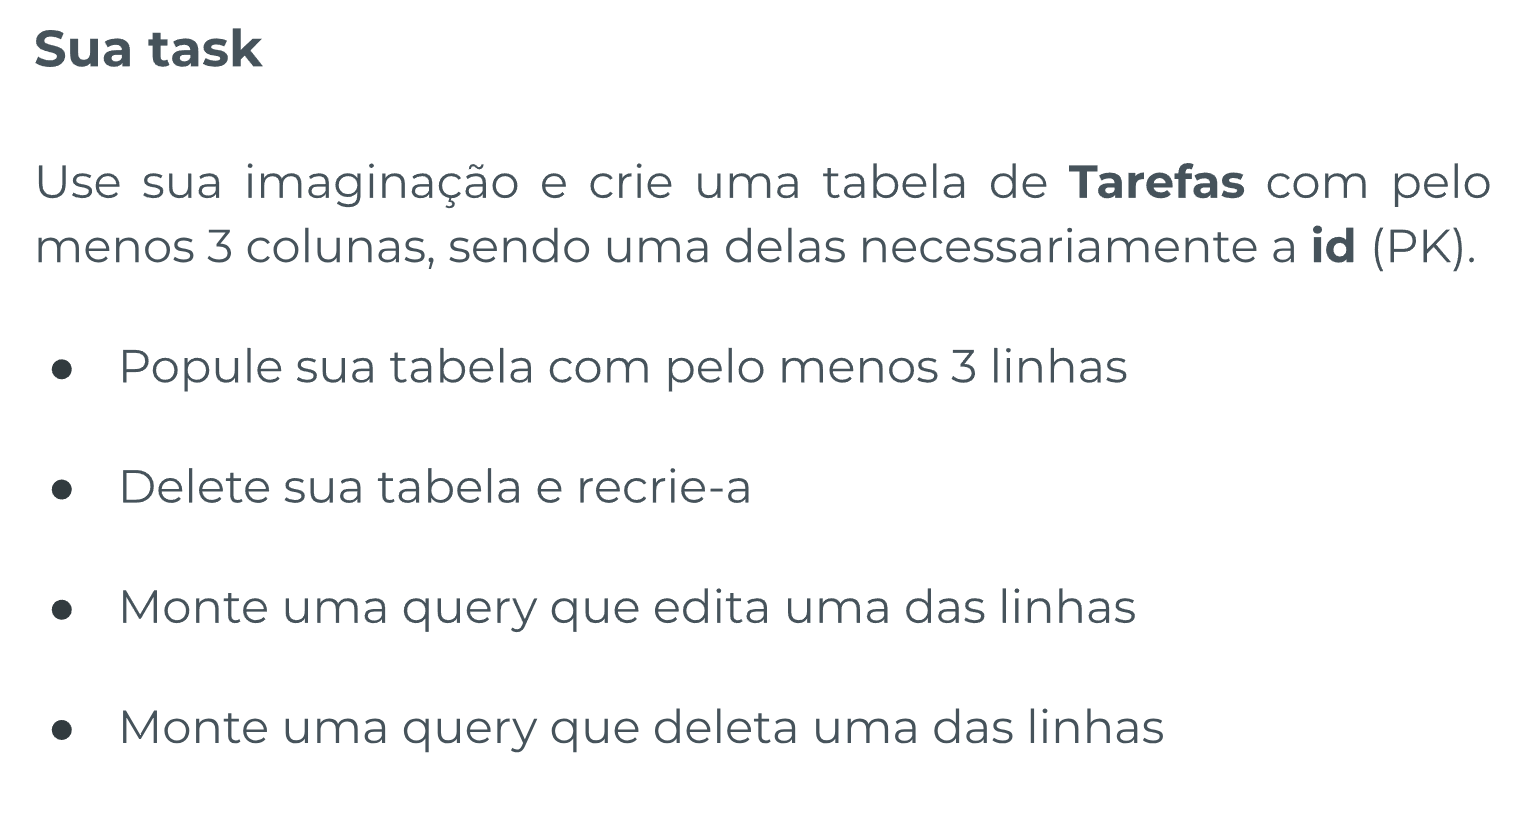 Sua task
Use sua imaginação e crie uma tabela de Tarefas com pelo
menos 3 colunas, sendo uma delas necessariamente a id (PK).
● Popule sua tabela com pelo menos 3 linhas
● Delete sua tabela e recrie-a
● Monte uma query que edita uma das linhas
● Monte uma query que deleta uma das linhas